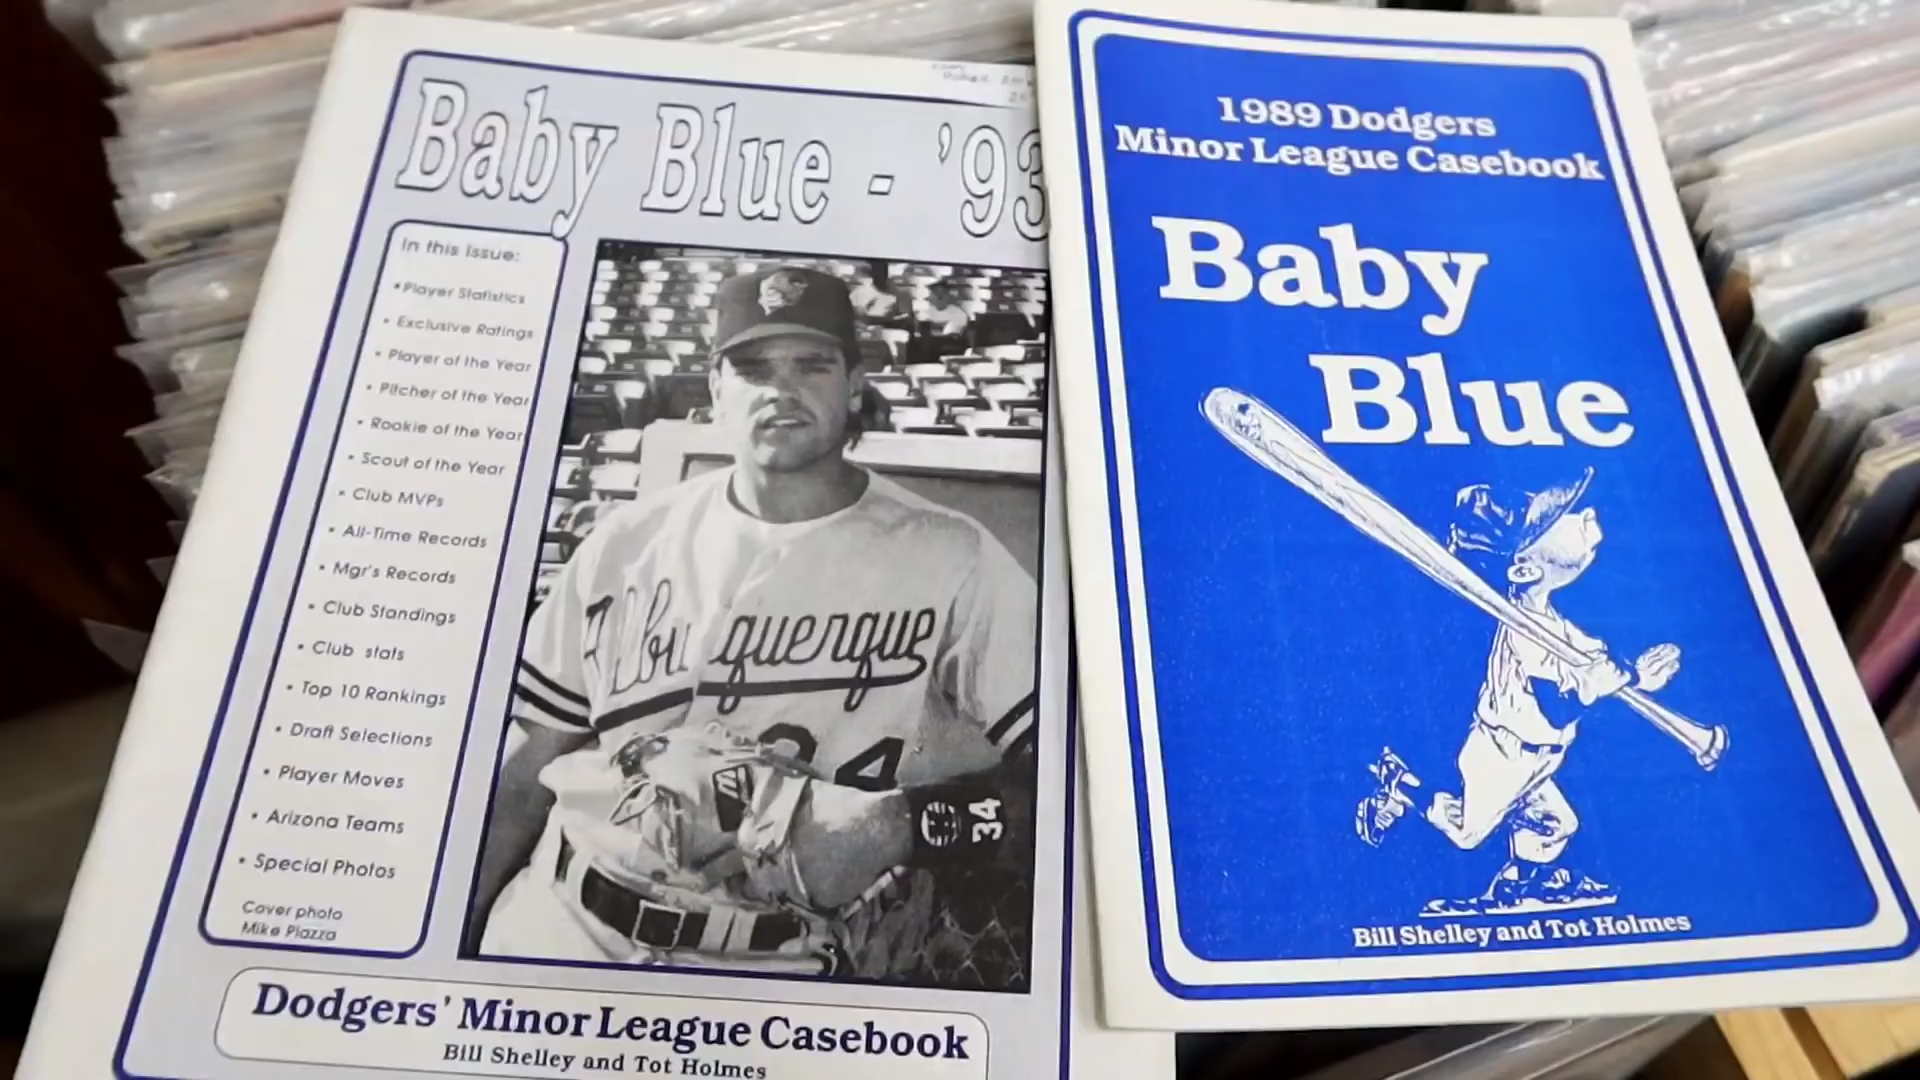 Baby Blue - '93
In this Issue:
•Player Statistics
• Exclusive Ratings
• Player of the Year
• Pitcher of the Year
• Rookie of the Year
• Scout of the Year
• Club MVPs
• All-Time Records
• Mgr's Records
• Club Standings
• Club stats
• Top 10 Rankings
• Draft Selections
• Player Moves
• Arizona Teams
• Special Photos
Cover photo
Mike Piazza
Albuquerque
34
34
Dodgers' Minor League Casebook
Bill Shelley and Tot Holmes
1989 Dodgers
Minor League Casebook
Baby
Blue
Bill Shelley and Tot Holmes